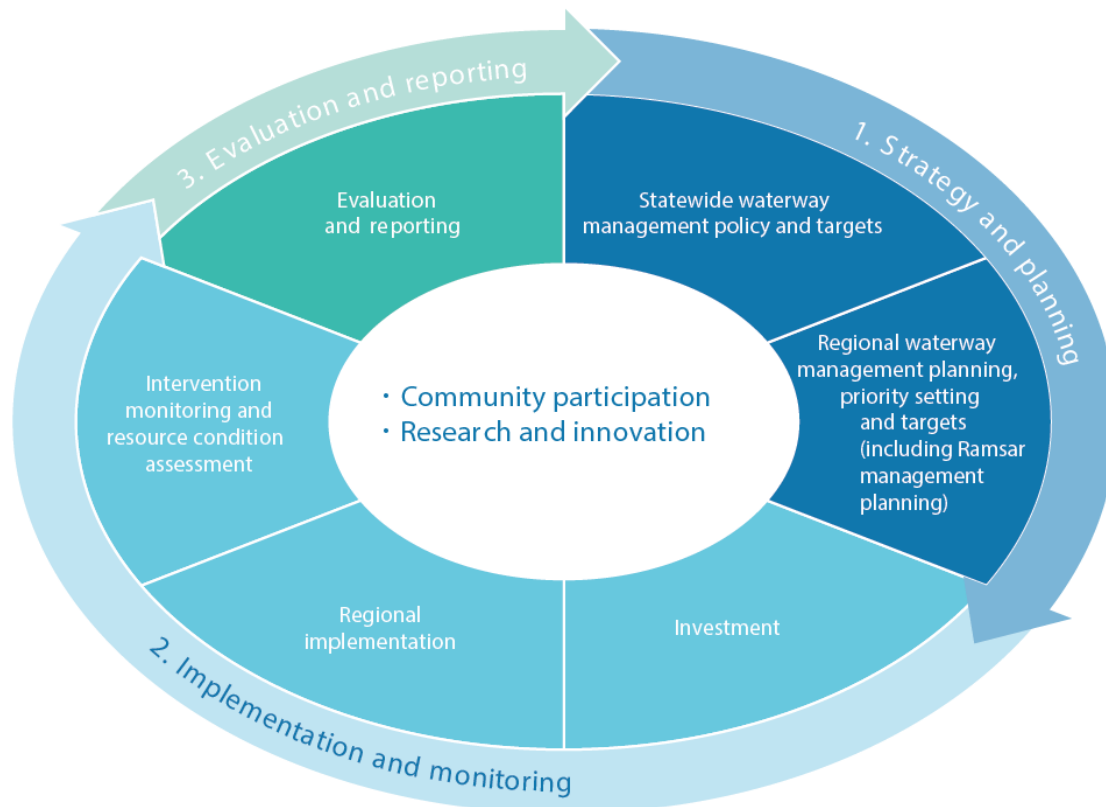 3. Evaluation and reporting
1. Strategy and planning
Evaluation
and reporting
Statewide waterway
management policy and targets
Regional waterway
management planning,
priority setting
and targets
(including Ramsar
management
planning)
Intervention
monitoring and
resource condition
assessment
· Community participation
· Research and innovation
Regional
implementation
Investment
2. Implementation and monitoring